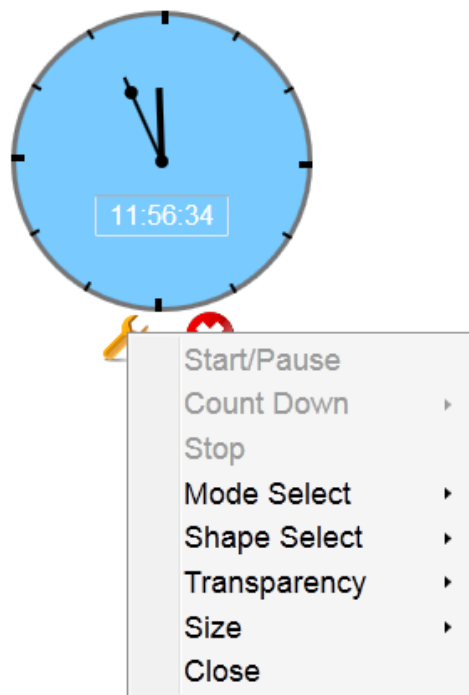 11:56:34
Start/Pause
Count Down
Stop
Mode Select
Shape Select
Transparency
Size
Close